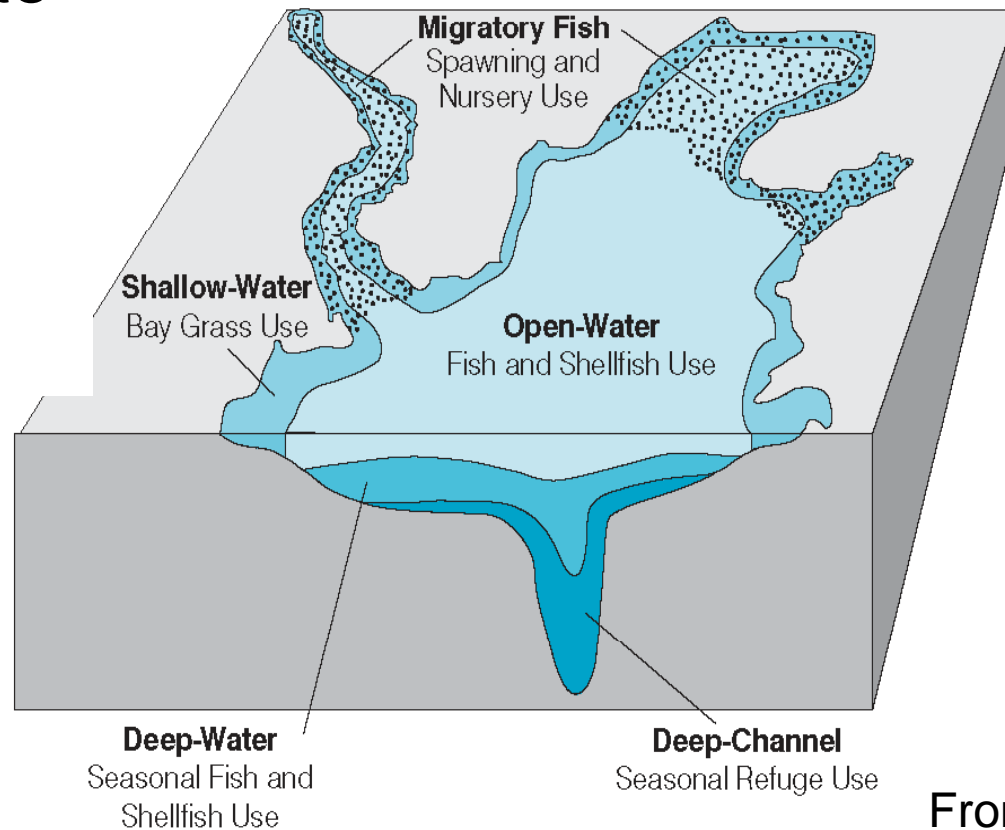 Migratory Fish
Spawning and
Nursery Use
Shallow-Water
Bay Grass Use
Open-Water
Fish and Shellfish Use
Deep-Water
Seasonal Fish and
Shellfish Use
Deep-Channel
Seasonal Refuge Use